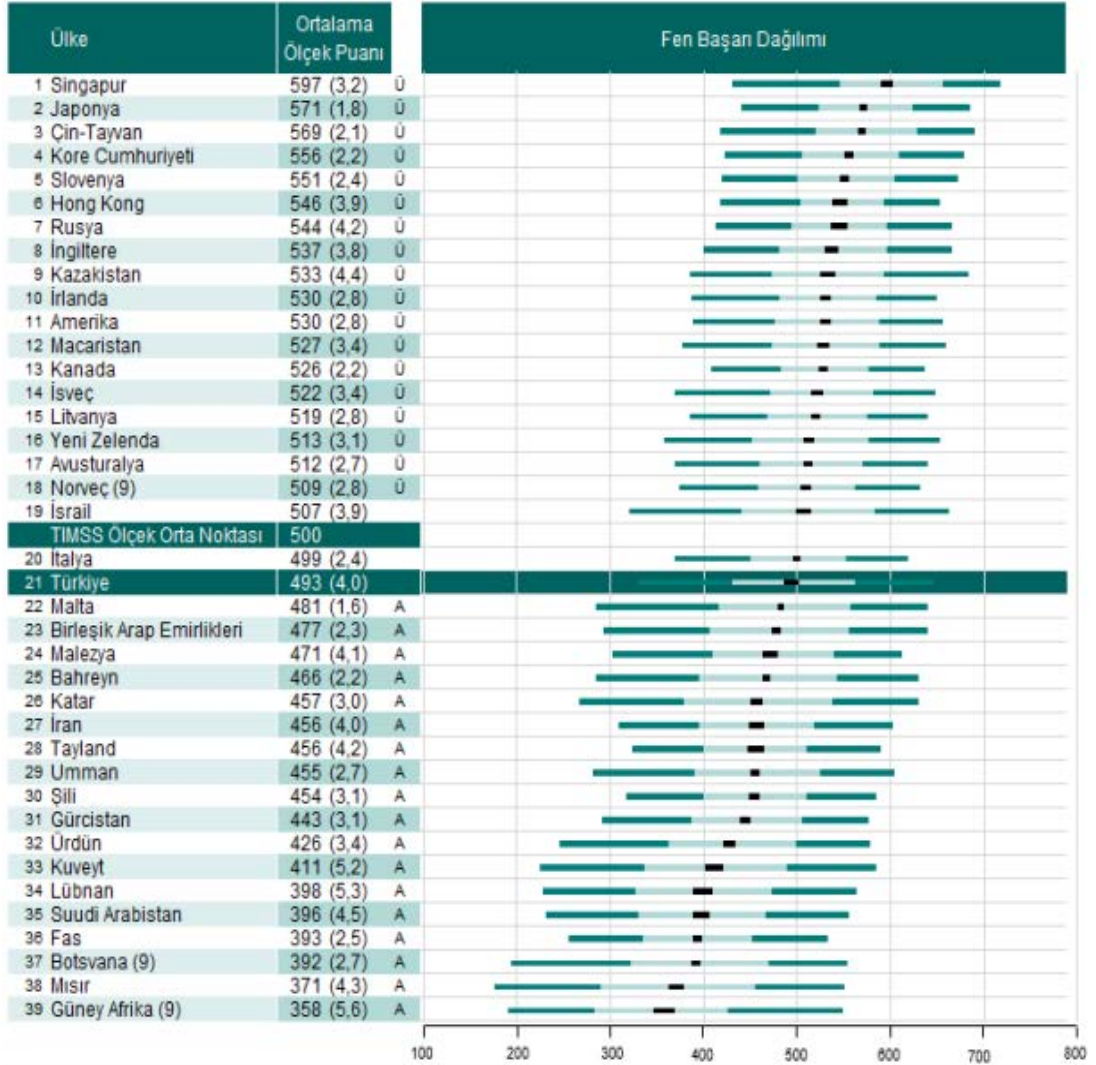 Ülke Ortalama Ölçek Puanı Fen Başarı Dağılımı
1 Singapur 597 (3,2) Ü
2 Japonya 571 (1,8) Ü
3 Çin-Tayvan 569 (2,1) Ü
4 Kore Cumhuriyeti 556 (2,2) Ü
5 Slovenya 551 (2,4) Ü
6 Hong Kong 546 (3,9) Ü
7 Rusya 544 (4,2) Ü
8 İngiltere 537 (3,8) Ü
9 Kazakistan 533 (4,4) Ü
10 İrlanda 530 (2,8) Ü
11 Amerika 530 (2,8) Ü
12 Macaristan 527 (3,4) Ü
13 Kanada 526 (2,2) Ü
14 İsveç 522 (3,4) Ü
15 Litvanya 519 (2,8) Ü
16 Yeni Zelenda 513 (3,1) Ü
17 Avusturalya 512 (2,7) Ü
18 Norveç (9) 509 (2,8) Ü
19 İsrail 507 (3,9)
TIMSS Ölçek Orta Noktası 500
20 İtalya 499 (2,4)
21 Türkiye 493 (4,0)
22 Malta 481 (1,6) A
23 Birleşik Arap Emirlikleri 477 (2,3) A
24 Malezya 471 (4,1) A
25 Bahreyn 466 (2,2) A
26 Katar 457 (3,0) A
27 İran 456 (4,0) A
28 Tayland 456 (4,2) A
29 Umman 455 (2,7) A
30 Şili 454 (3,1) A
31 Gürcistan 443 (3,1) A
32 Ürdün 426 (3,4) A
33 Kuveyt 411 (5,2) A
34 Lübnan 398 (5,3) A
35 Suudi Arabistan 396 (4,5) A
36 Fas 393 (2,5) A
37 Botsvana (9) 392 (2,7) A
38 Mısır 371 (4,3) A
39 Güney Afrika (9) 358 (5,6) A
100 200 300 400 500 600 700 800